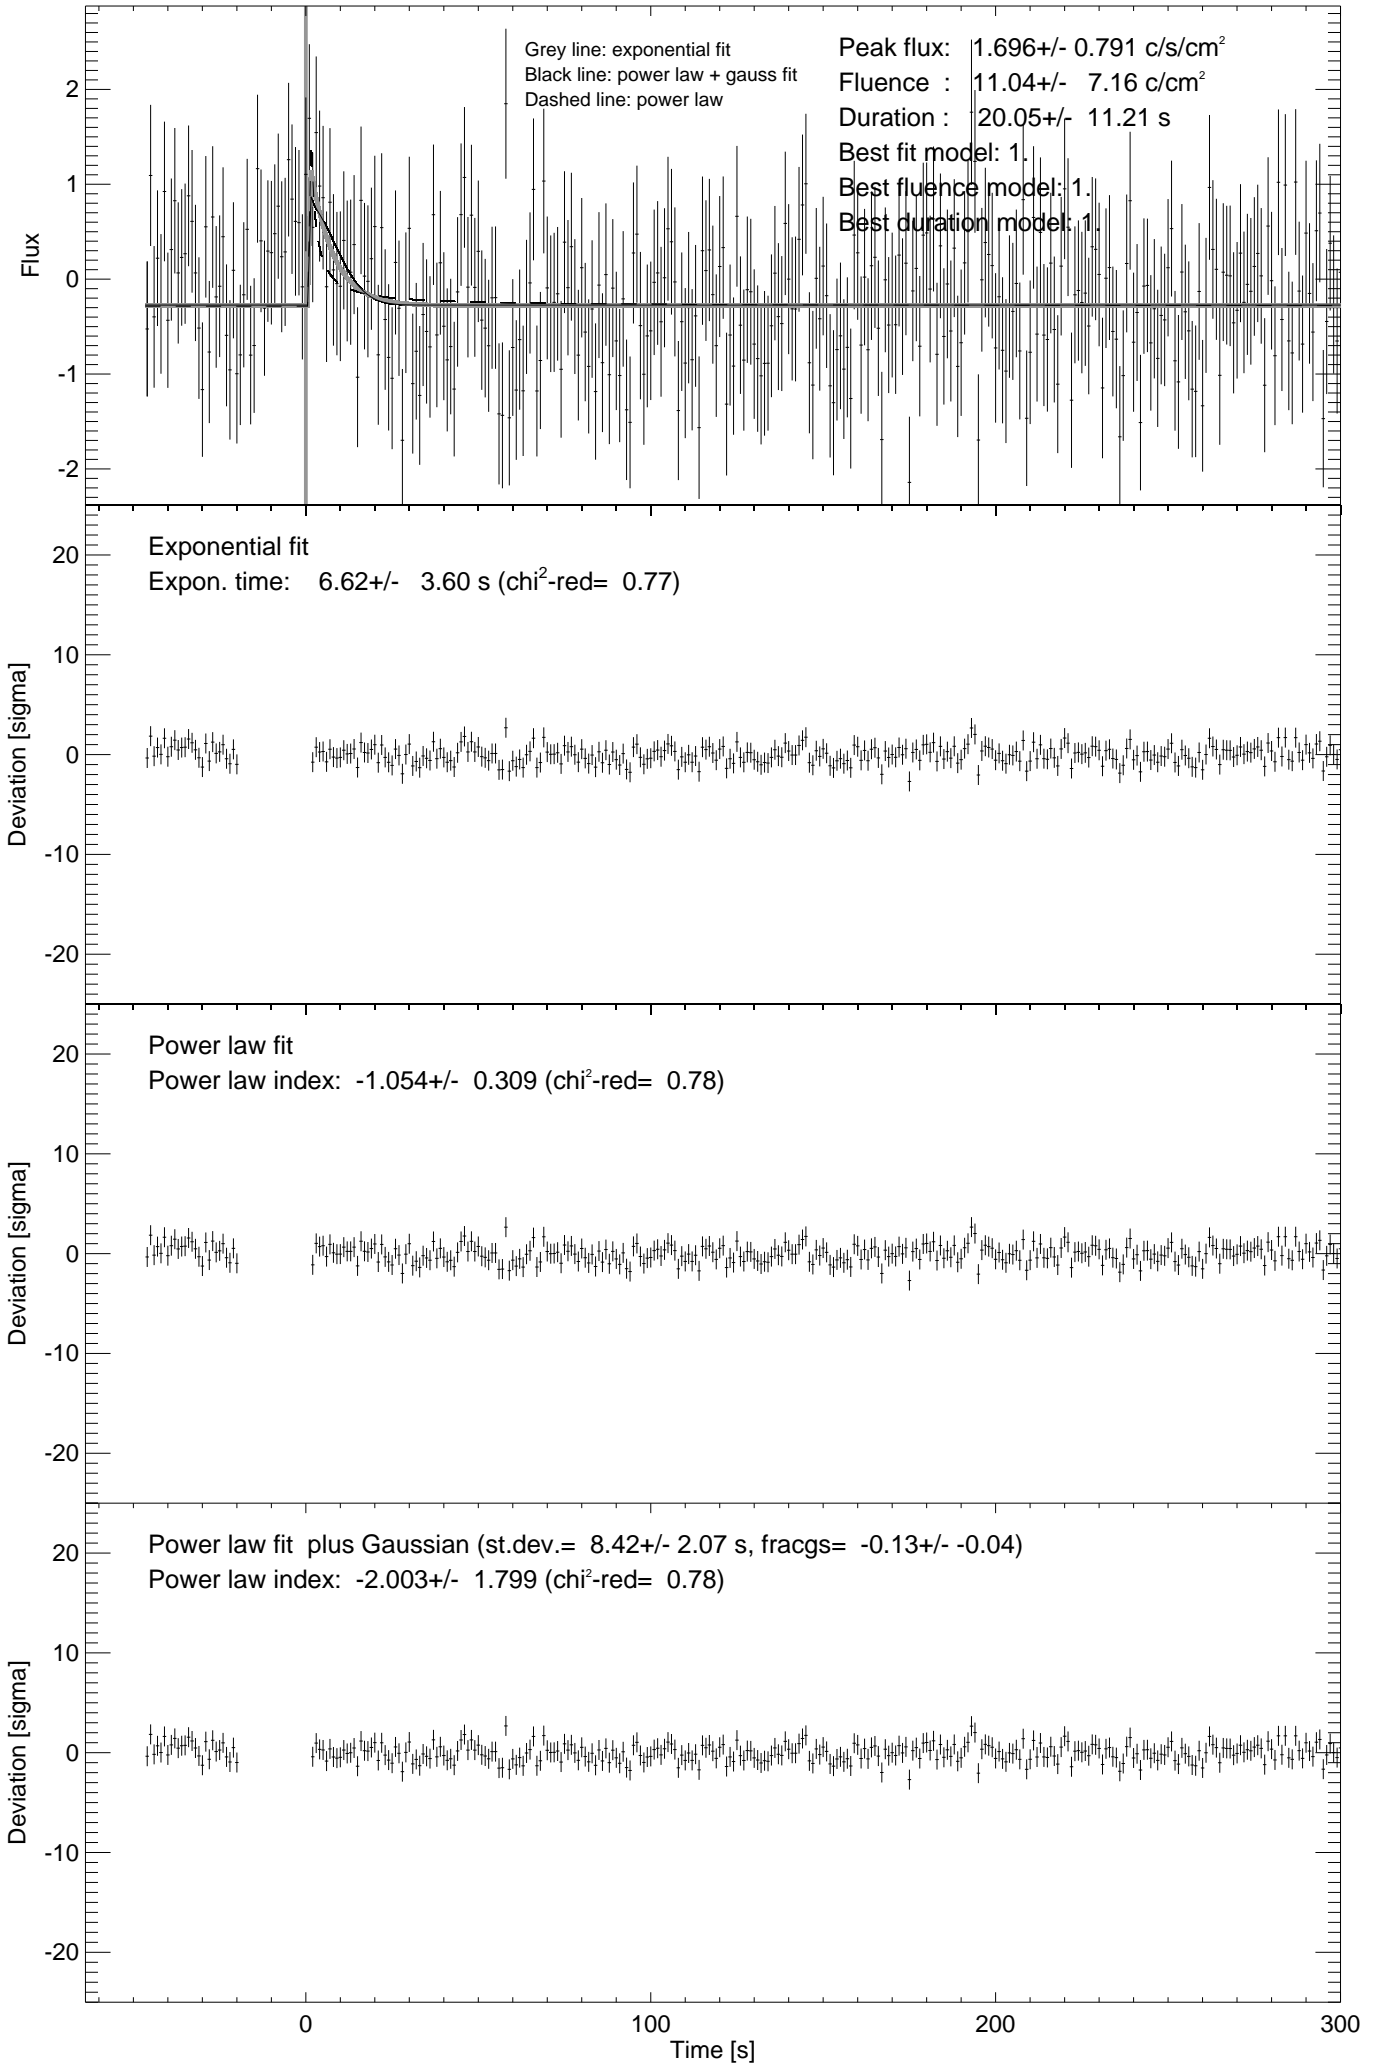 Grey line: exponential fit
Black line: power law + gauss fit
Dashed line: power law
Peak flux: 1.696+/- 0.791 c/s/cm²
Fluence : 11.04+/- 7.16 c/cm²
Duration : 20.05+/- 11.21 s
Best fit model: 1.
Best fluence model: 1.
Best duration model: 1.
Flux
2
1
0
-1
-2
Exponential fit
Expon. time: 6.62+/- 3.60 s (chi²-red= 0.77)
Deviation [sigma]
20
10
0
-10
-20
Power law fit
Power law index: -1.054+/- 0.309 (chi²-red= 0.78)
Deviation [sigma]
20
10
0
-10
-20
Power law fit plus Gaussian (st.dev.= 8.42+/- 2.07 s, fracgs= -0.13+/- -0.04)
Power law index: -2.003+/- 1.799 (chi²-red= 0.78)
Deviation [sigma]
20
10
0
-10
-20
0 100 200 300
Time [s]